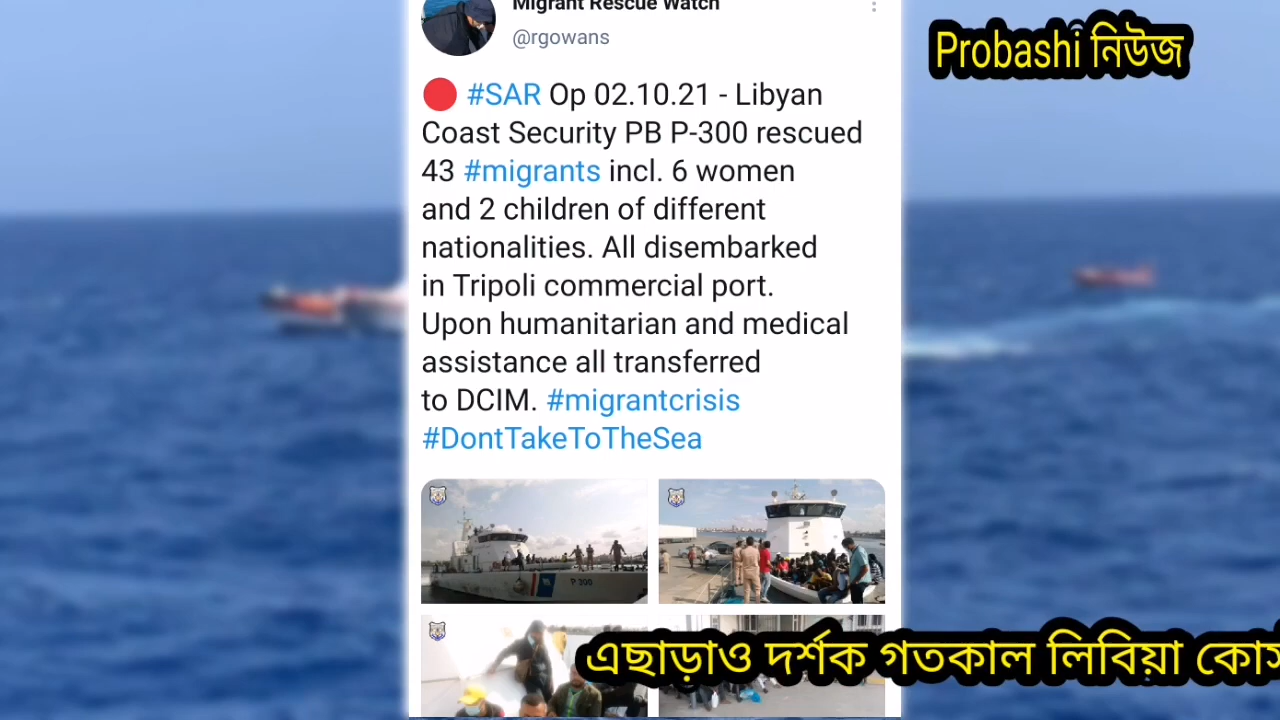 Migrant Rescue Watch
@rgowans
Probashi নিউজ
🔴 #SAR Op 02.10.21 - Libyan
Coast Security PB P-300 rescued
43 #migrants incl. 6 women
and 2 children of different
nationalities. All disembarked
in Tripoli commercial port.
Upon humanitarian and medical
assistance all transferred
to DCIM. #migrantcrisis
#DontTakeToTheSea
P 300
এছাড়াও দর্শক গতকাল লিবিয়া